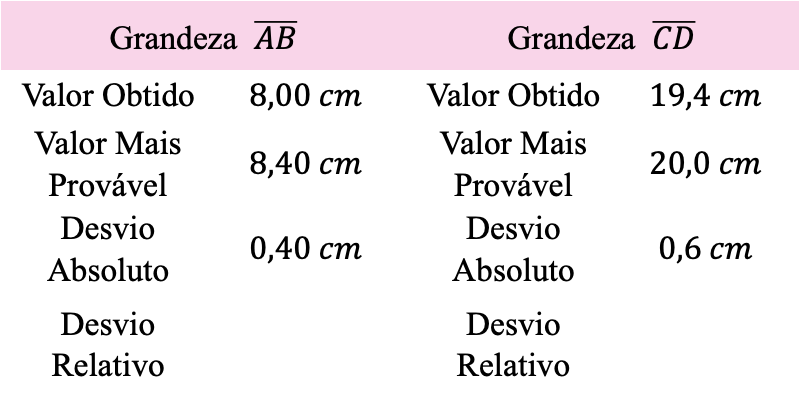 Grandeza AB Grandeza CD
Valor Obtido 8,00 cm Valor Obtido 19,4 cm
Valor Mais
Provável 8,40 cm Valor Mais
Provável 20,0 cm
Desvio
Absoluto 0,40 cm Desvio
Absoluto 0,6 cm
Desvio
Relativo Desvio
Relativo